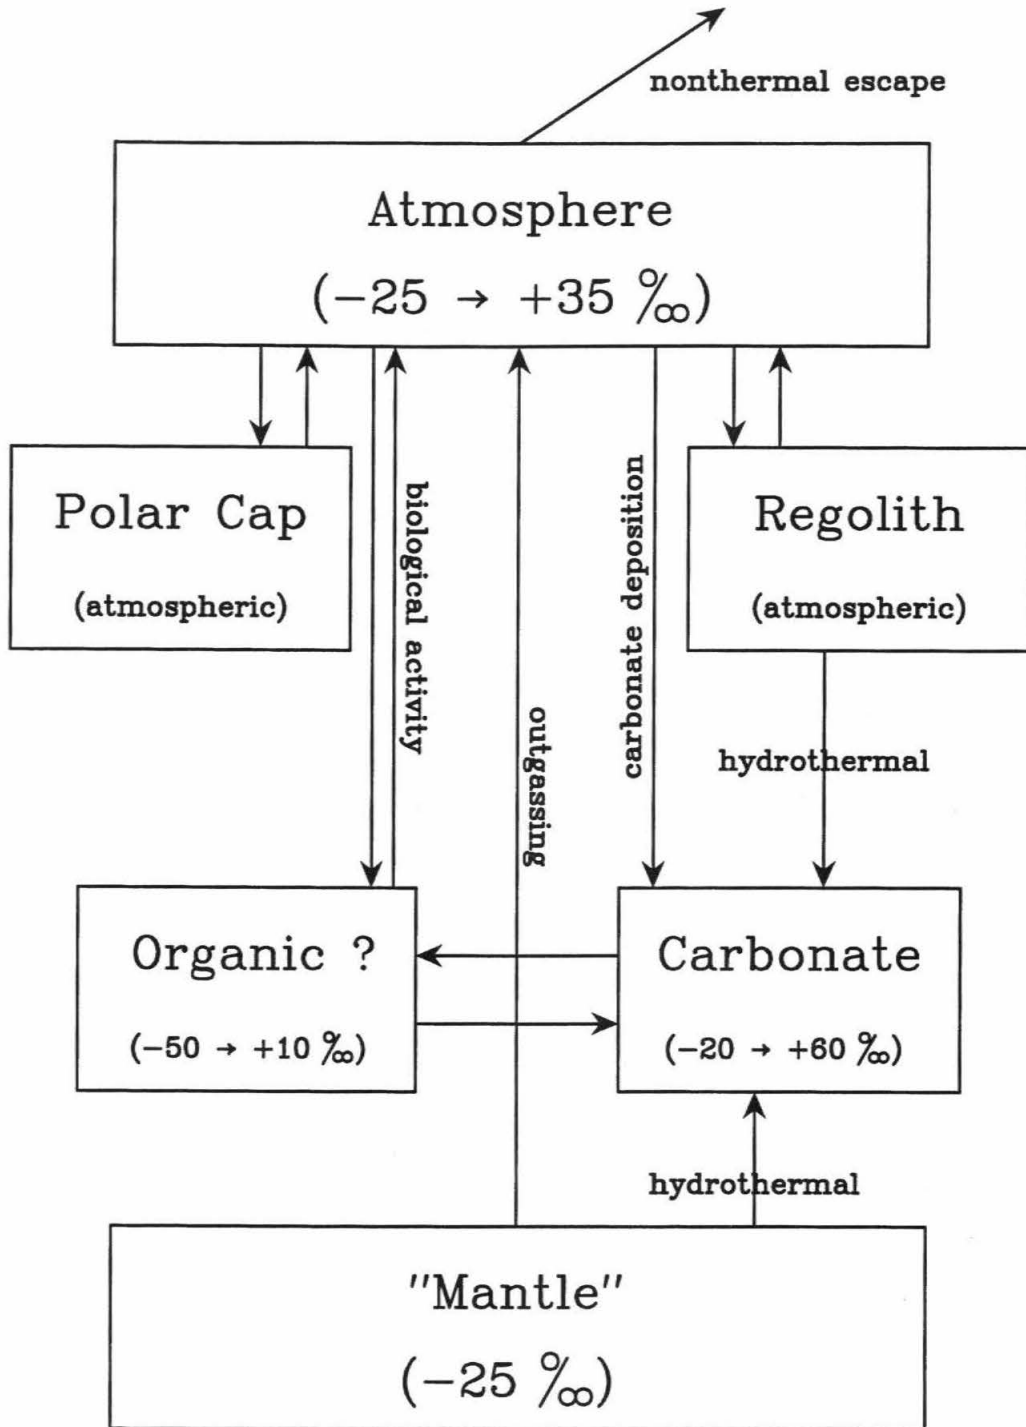 nonthermal escape
Atmosphere
(−25 → +35 ‰)
Polar Cap
(atmospheric)
biological activity
outgassing
carbonate deposition
Regolith
(atmospheric)
hydrothermal
Organic ?
(−50 → +10 ‰)
Carbonate
(−20 → +60 ‰)
hydrothermal
"Mantle"
(−25 ‰)